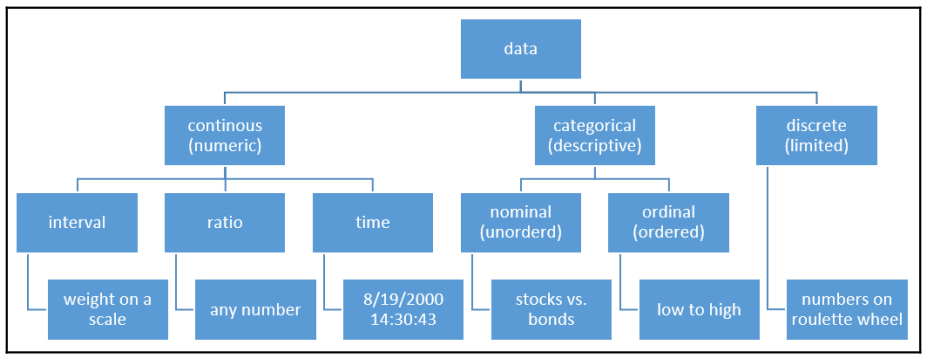 data
continous
(numeric)
categorical
(descriptive)
discrete
(limited)
interval
ratio
time
nominal
(unorderd)
ordinal
(ordered)
weight on a
scale
any number
8/19/2000
14:30:43
stocks vs.
bonds
low to high
numbers on
roulette wheel